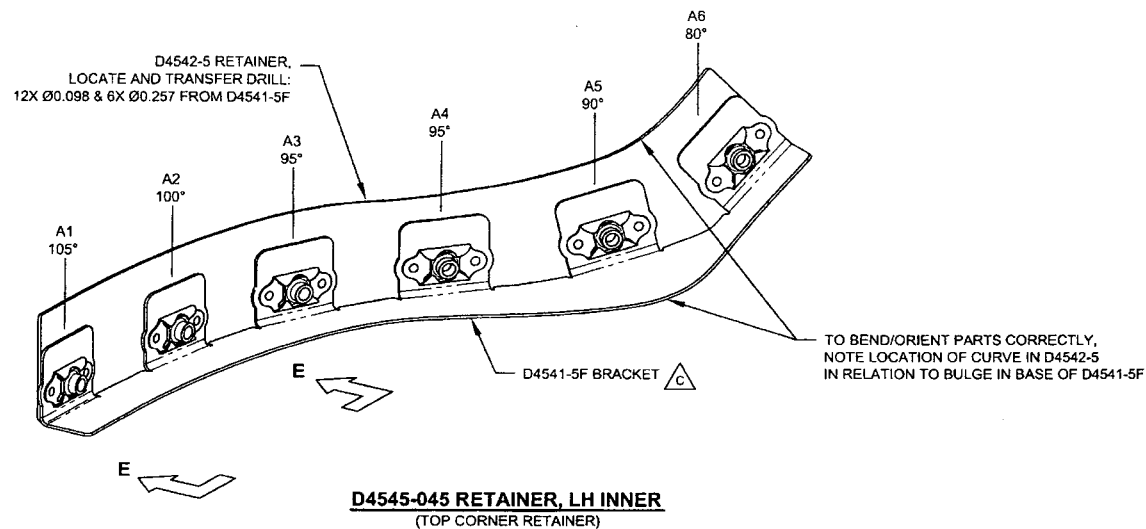 A6
80°
D4542-5 RETAINER,
LOCATE AND TRANSFER DRILL:
12X Ø0.098 & 6X Ø0.257 FROM D4541-5F
A5
90°
A4
95°
A3
95°
A2
100°
A1
105°
TO BEND/ORIENT PARTS CORRECTLY,
NOTE LOCATION OF CURVE IN D4542-5
IN RELATION TO BULGE IN BASE OF D4541-5F
E
D4541-5F BRACKET C
E
D4545-045 RETAINER, LH INNER
(TOP CORNER RETAINER)